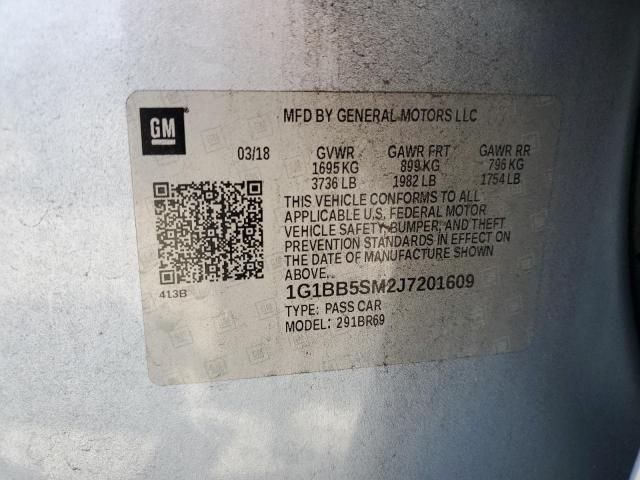 GM
MFD BY GENERAL MOTORS LLC
03/18 GVWR GAWR FRT GAWR RR
1695 KG 899 KG 796 KG
3736 LB 1982 LB 1754 LB
THIS VEHICLE CONFORMS TO ALL
APPLICABLE U.S. FEDERAL MOTOR
VEHICLE SAFETY, BUMPER, AND THEFT
PREVENTION STANDARDS IN EFFECT ON
THE DATE OF MANUFACTURE SHOWN
ABOVE.
413B
1G1BB5SM2J7201609
TYPE: PASS CAR
MODEL: 291BR69